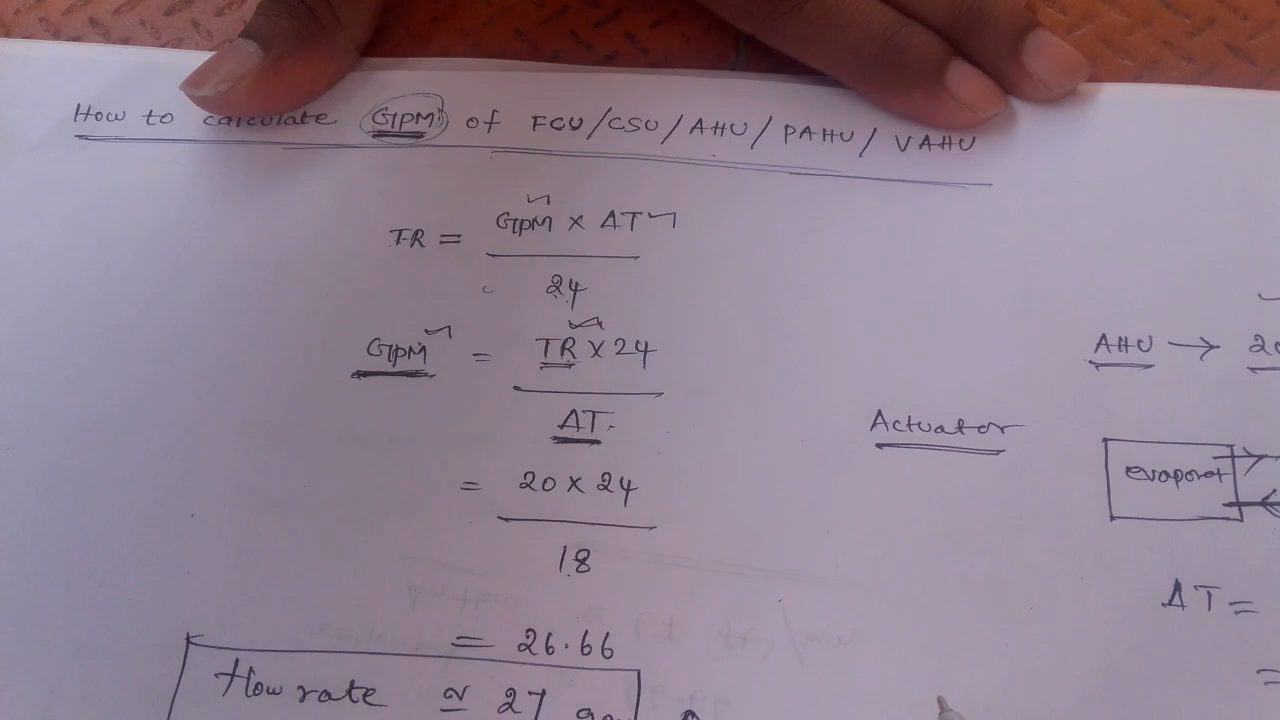 How to calculate GPM of FCU/CSU/AHU/PAHU/VAHU
TR = GPM × ΔT
24
GPM = TR × 24
ΔT
= 20 × 24
18
= 26.66
flow rate ≃ 27
AHU →
Actuator
evaporet
ΔT =
=